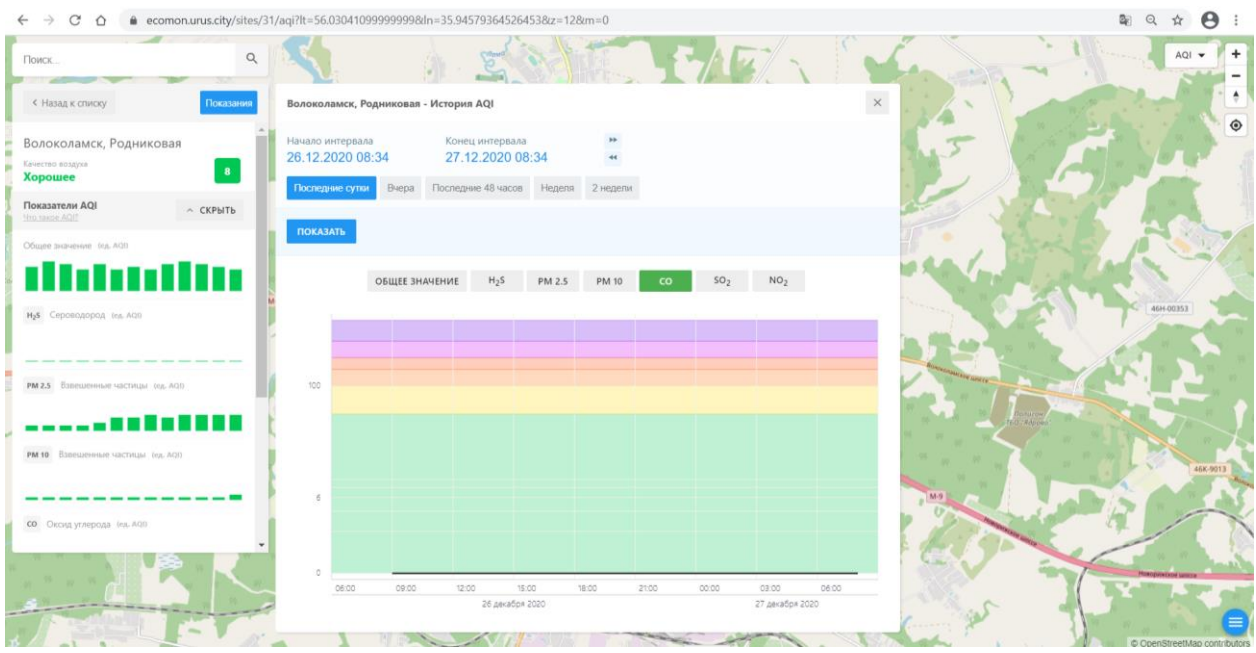 ecomon.urus.city/sites/31/aqi?lt=56.03041099999999&ln=35.94579364526453&z=12&m=0
Поиск...
AQI
Назад к списку
Показания
Волоколамск, Родниковая - История AQI
Волоколамск, Родниковая
Качество воздуха
Хорошее
8
Начало интервала
Конец интервала
26.12.2020 08:34
27.12.2020 08:34
Последние сутки
Вчера
Последние 48 часов
Неделя
2 недели
Показатели AQI
Что такое AQI?
СКРЫТЬ
ПОКАЗАТЬ
Общее значение (ед. AQI)
ОБЩЕЕ ЗНАЧЕНИЕ
H₂S
PM 2.5
PM 10
CO
SO₂
NO₂
H₂S Сероводород (ед. AQI)
PM 2.5 Взвешенные частицы (ед. AQI)
PM 10 Взвешенные частицы (ед. AQI)
CO Оксид углерода (ед. AQI)
100
6
0
06:00 09:00 12:00 15:00 18:00 21:00 00:00 03:00 06:00
26 декабря 2020
27 декабря 2020
46Н-00353
Волоколамское шоссе
Полигон
ТБО "Ядрово"
46К-9013
М-9
Новорижское шоссе
Новорижское шоссе
© OpenStreetMap contributors